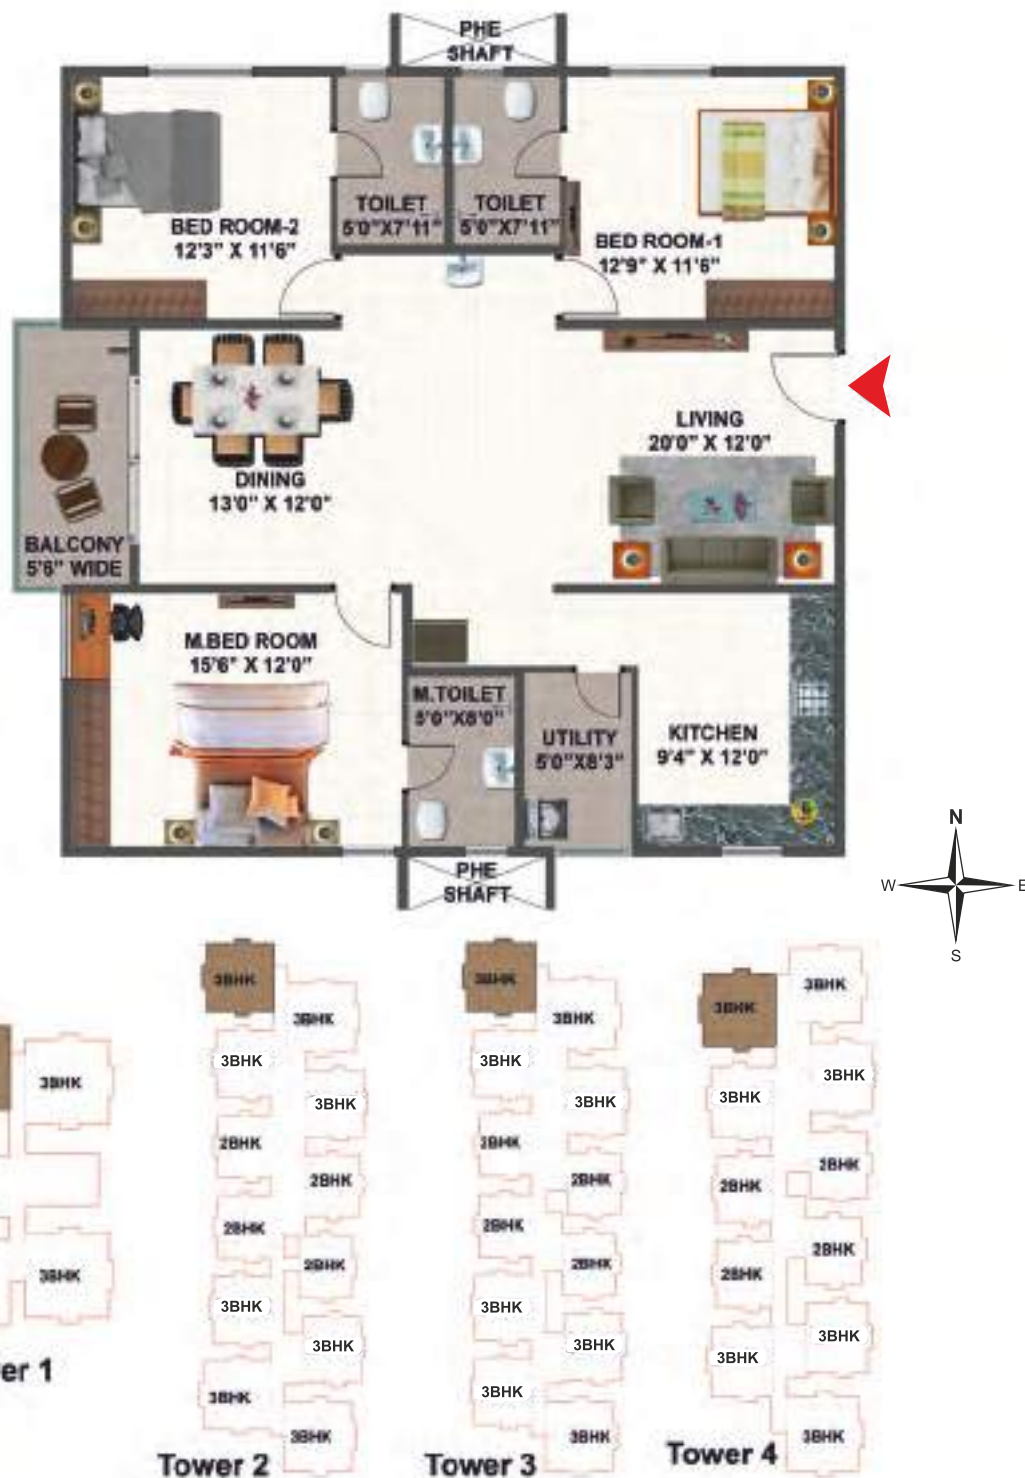 PHE
SHAFT
TOILET
5'0"X7'11"
TOILET
5'0"X7'11"
BED ROOM-2
12'3" X 11'6"
BED ROOM-1
12'9" X 11'6"
LIVING
20'0" X 12'0"
DINING
13'0" X 12'0"
BALCONY
5'6" WIDE
M.BED ROOM
15'6" X 12'0"
M.TOILET
5'0"X8'0"
UTILITY
5'0"X8'3"
KITCHEN
9'4" X 12'0"
PHE
SHAFT
N
W
E
S
3BHK
3BHK
er 1
3BHK
3BHK
3BHK
3BHK
2BHK
2BHK
2BHK
2BHK
3BHK
3BHK
3BHK
3BHK
Tower 2
3BHK
3BHK
3BHK
3BHK
2BHK
2BHK
2BHK
2BHK
3BHK
3BHK
3BHK
3BHK
Tower 3
3BHK
3BHK
3BHK
3BHK
2BHK
2BHK
2BHK
2BHK
3BHK
3BHK
3BHK
Tower 4